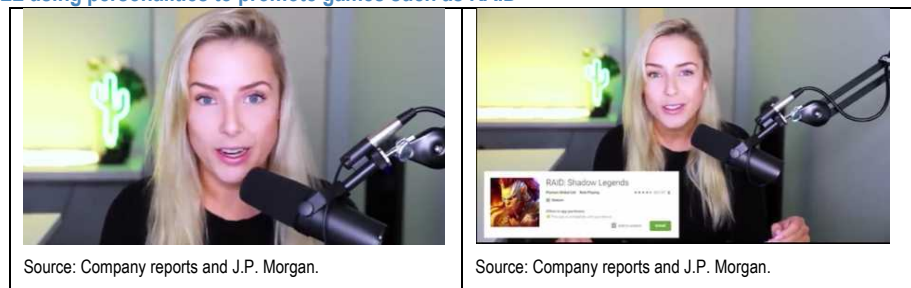 using personalities to promote games such as RAID
RAID: Shadow Legends
Source: Company reports and J.P. Morgan.
Source: Company reports and J.P. Morgan.